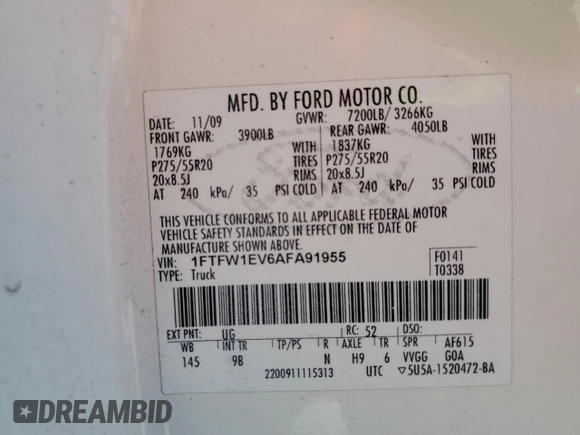 MFD. BY FORD MOTOR CO.
DATE: 11/09 GVWR: 7200LB/ 3266KG
FRONT GAWR: 3900LB REAR GAWR: 4050LB
1769KG WITH 1837KG WITH
P275/55R20 TIRES P275/55R20 TIRES
20x8.5J RIMS 20x8.5J RIMS
AT 240 kPa/ 35 PSI COLD AT 240 kPa/ 35 PSI COLD
THIS VEHICLE CONFORMS TO ALL APPLICABLE FEDERAL MOTOR
VEHICLE SAFETY STANDARDS IN EFFECT ON THE DATE OF
MANUFACTURE SHOWN ABOVE.
VIN: 1FTFW1EV6AFA91955 F0141
TYPE: Truck T0338
EXT PNT: UG RC: 52 DSO:
WB INT TR TP/PS R AXLE TR SPR AF615
145 9B N H9 6 VVGG GOA
2200911115313 UTC 5U5A-1520472-BA
DREAMBID